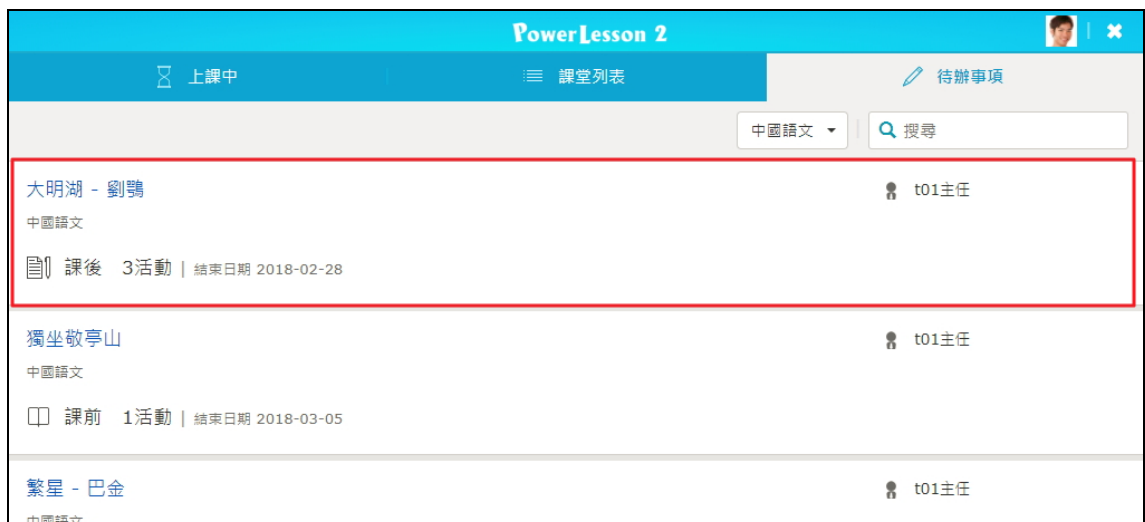 PowerLesson 2
上課中 課堂列表 待辦事項
中國語文 搜尋
大明湖 - 劉鶚 t01主任
中國語文
課後 3活動 | 結束日期 2018-02-28
獨坐敬亭山 t01主任
中國語文
課前 1活動 | 結束日期 2018-03-05
繁星 - 巴金 t01主任
中國語文